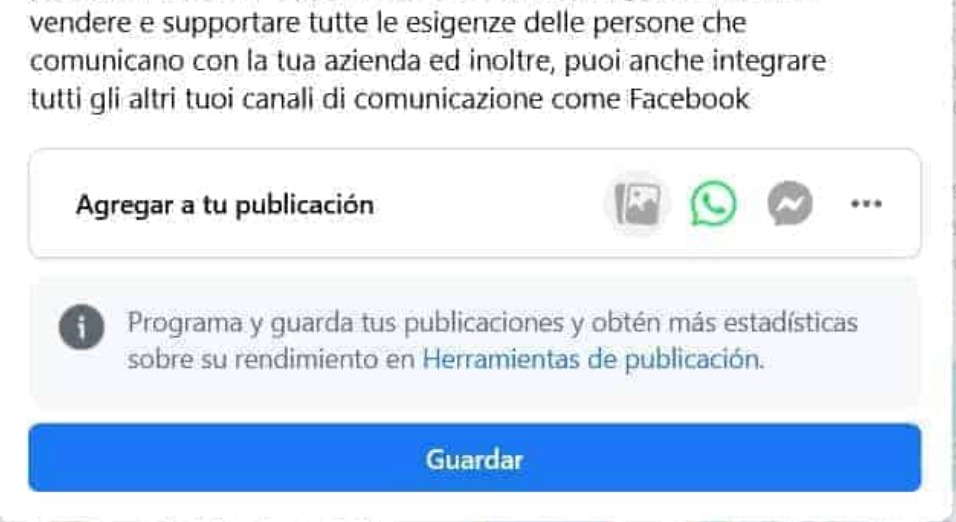 vendere e supportare tutte le esigenze delle persone che
comunicano con la tua azienda ed inoltre, puoi anche integrare
tutti gli altri tuoi canali di comunicazione come Facebook
Agregar a tu publicación
Programa y guarda tus publicaciones y obtén más estadísticas
sobre su rendimiento en Herramientas de publicación.
Guardar